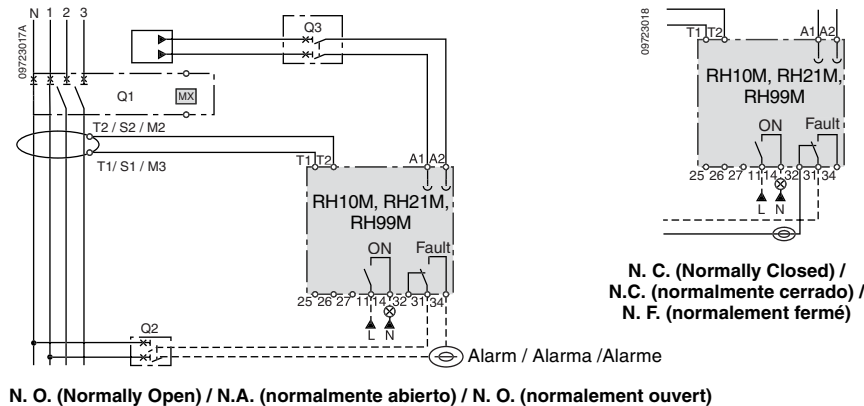 N 1 2 3
09723017A
Q3
Q1
MX
T2 / S2 / M2
T1/ S1 / M3
T1 T2 A1 A2
RH10M, RH21M,
RH99M
ON Fault
25 26 27 11 14 32 31 34
L N
Q2
Alarm / Alarma /Alarme
N. O. (Normally Open) / N.A. (normalmente abierto) / N. O. (normalement ouvert)
09723018
T1 T2 A1 A2
RH10M, RH21M,
RH99M
ON Fault
25 26 27 11 14 32 31 34
L N
N. C. (Normally Closed) /
N.C. (normalmente cerrado) /
N. F. (normalement fermé)